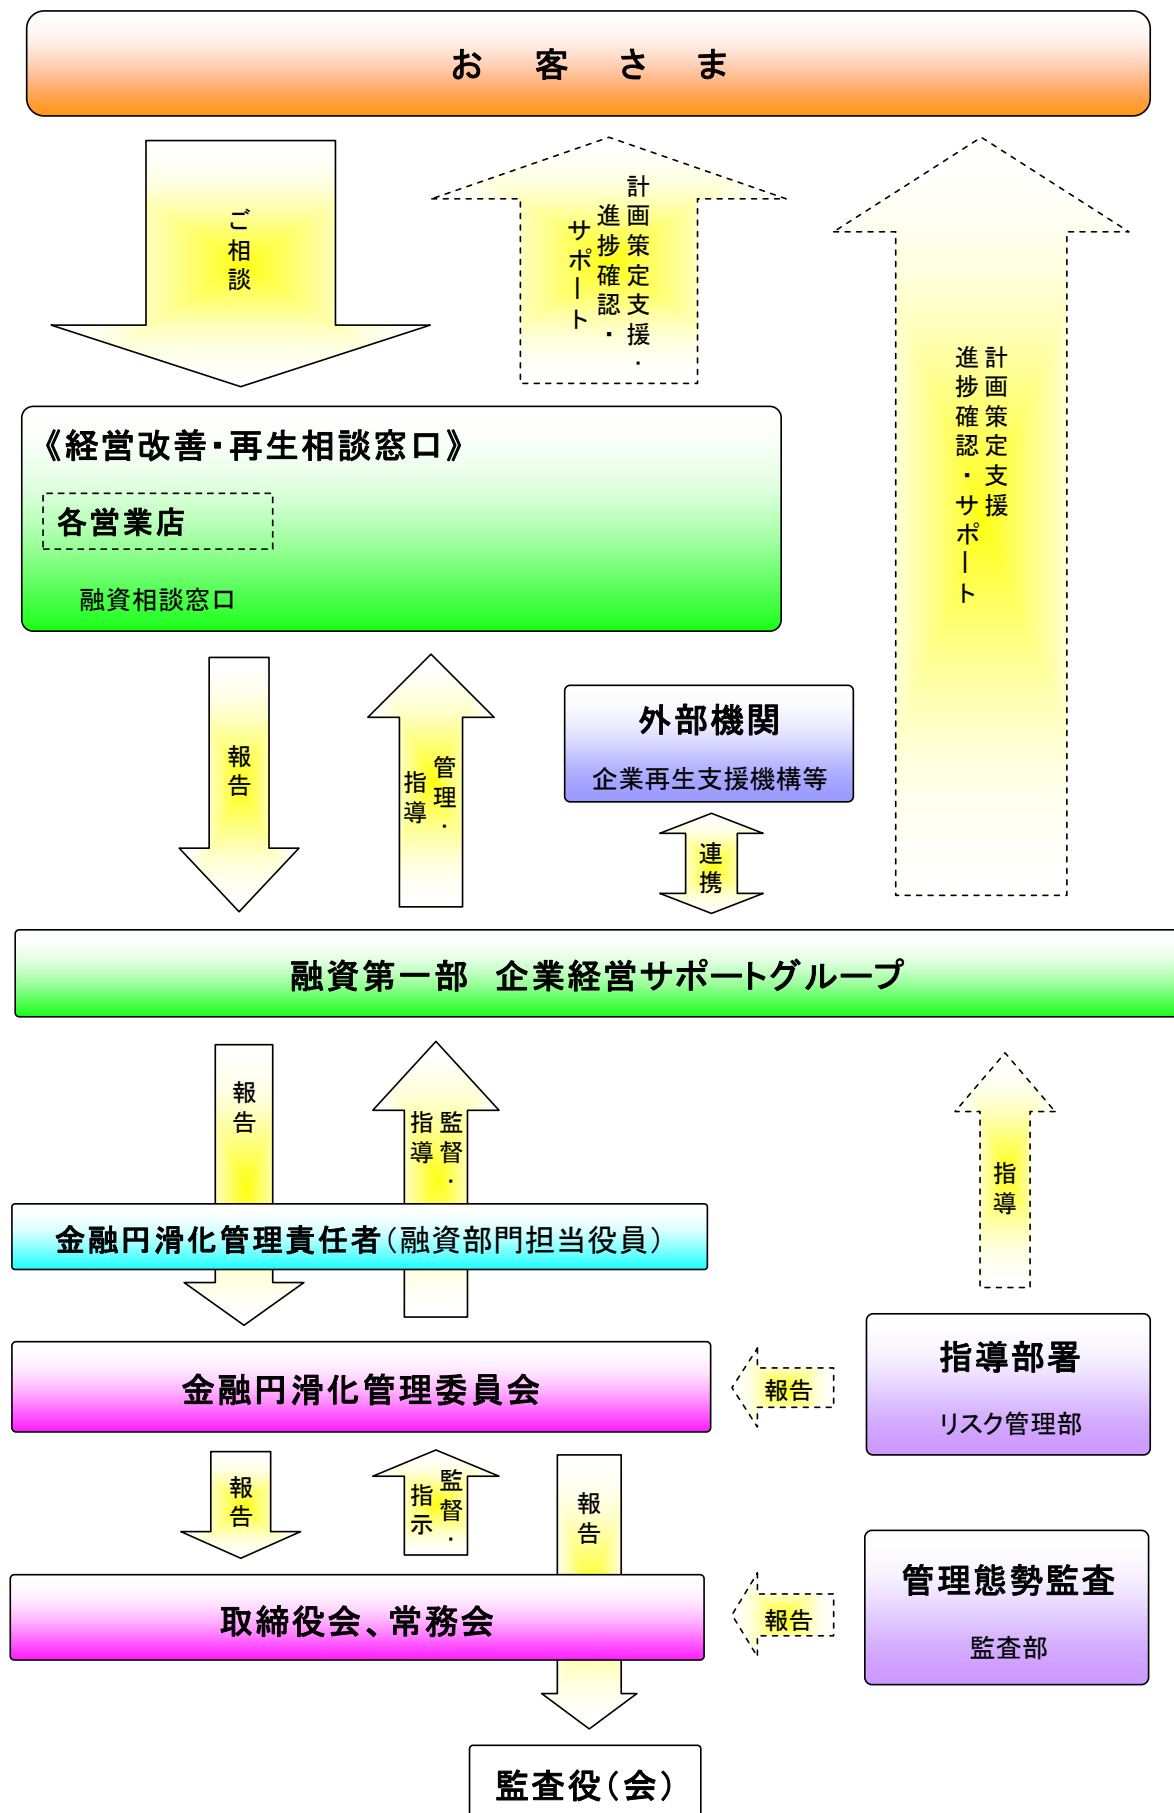 お客さま
ご相談
計画策定支援・
進捗確認・
サポート
計画策定支援
進捗確認・サポート
《経営改善・再生相談窓口》
各営業店
融資相談窓口
報告
管理・
指導
外部機関
企業再生支援機構等
連携
融資第一部 企業経営サポートグループ
報告
監督・
指導
指導
金融円滑化管理責任者(融資部門担当役員)
金融円滑化管理委員会
報告
指導部署
リスク管理部
報告
監督・
指示
報告
取締役会、常務会
報告
管理態勢監査
監査部
監査役(会)